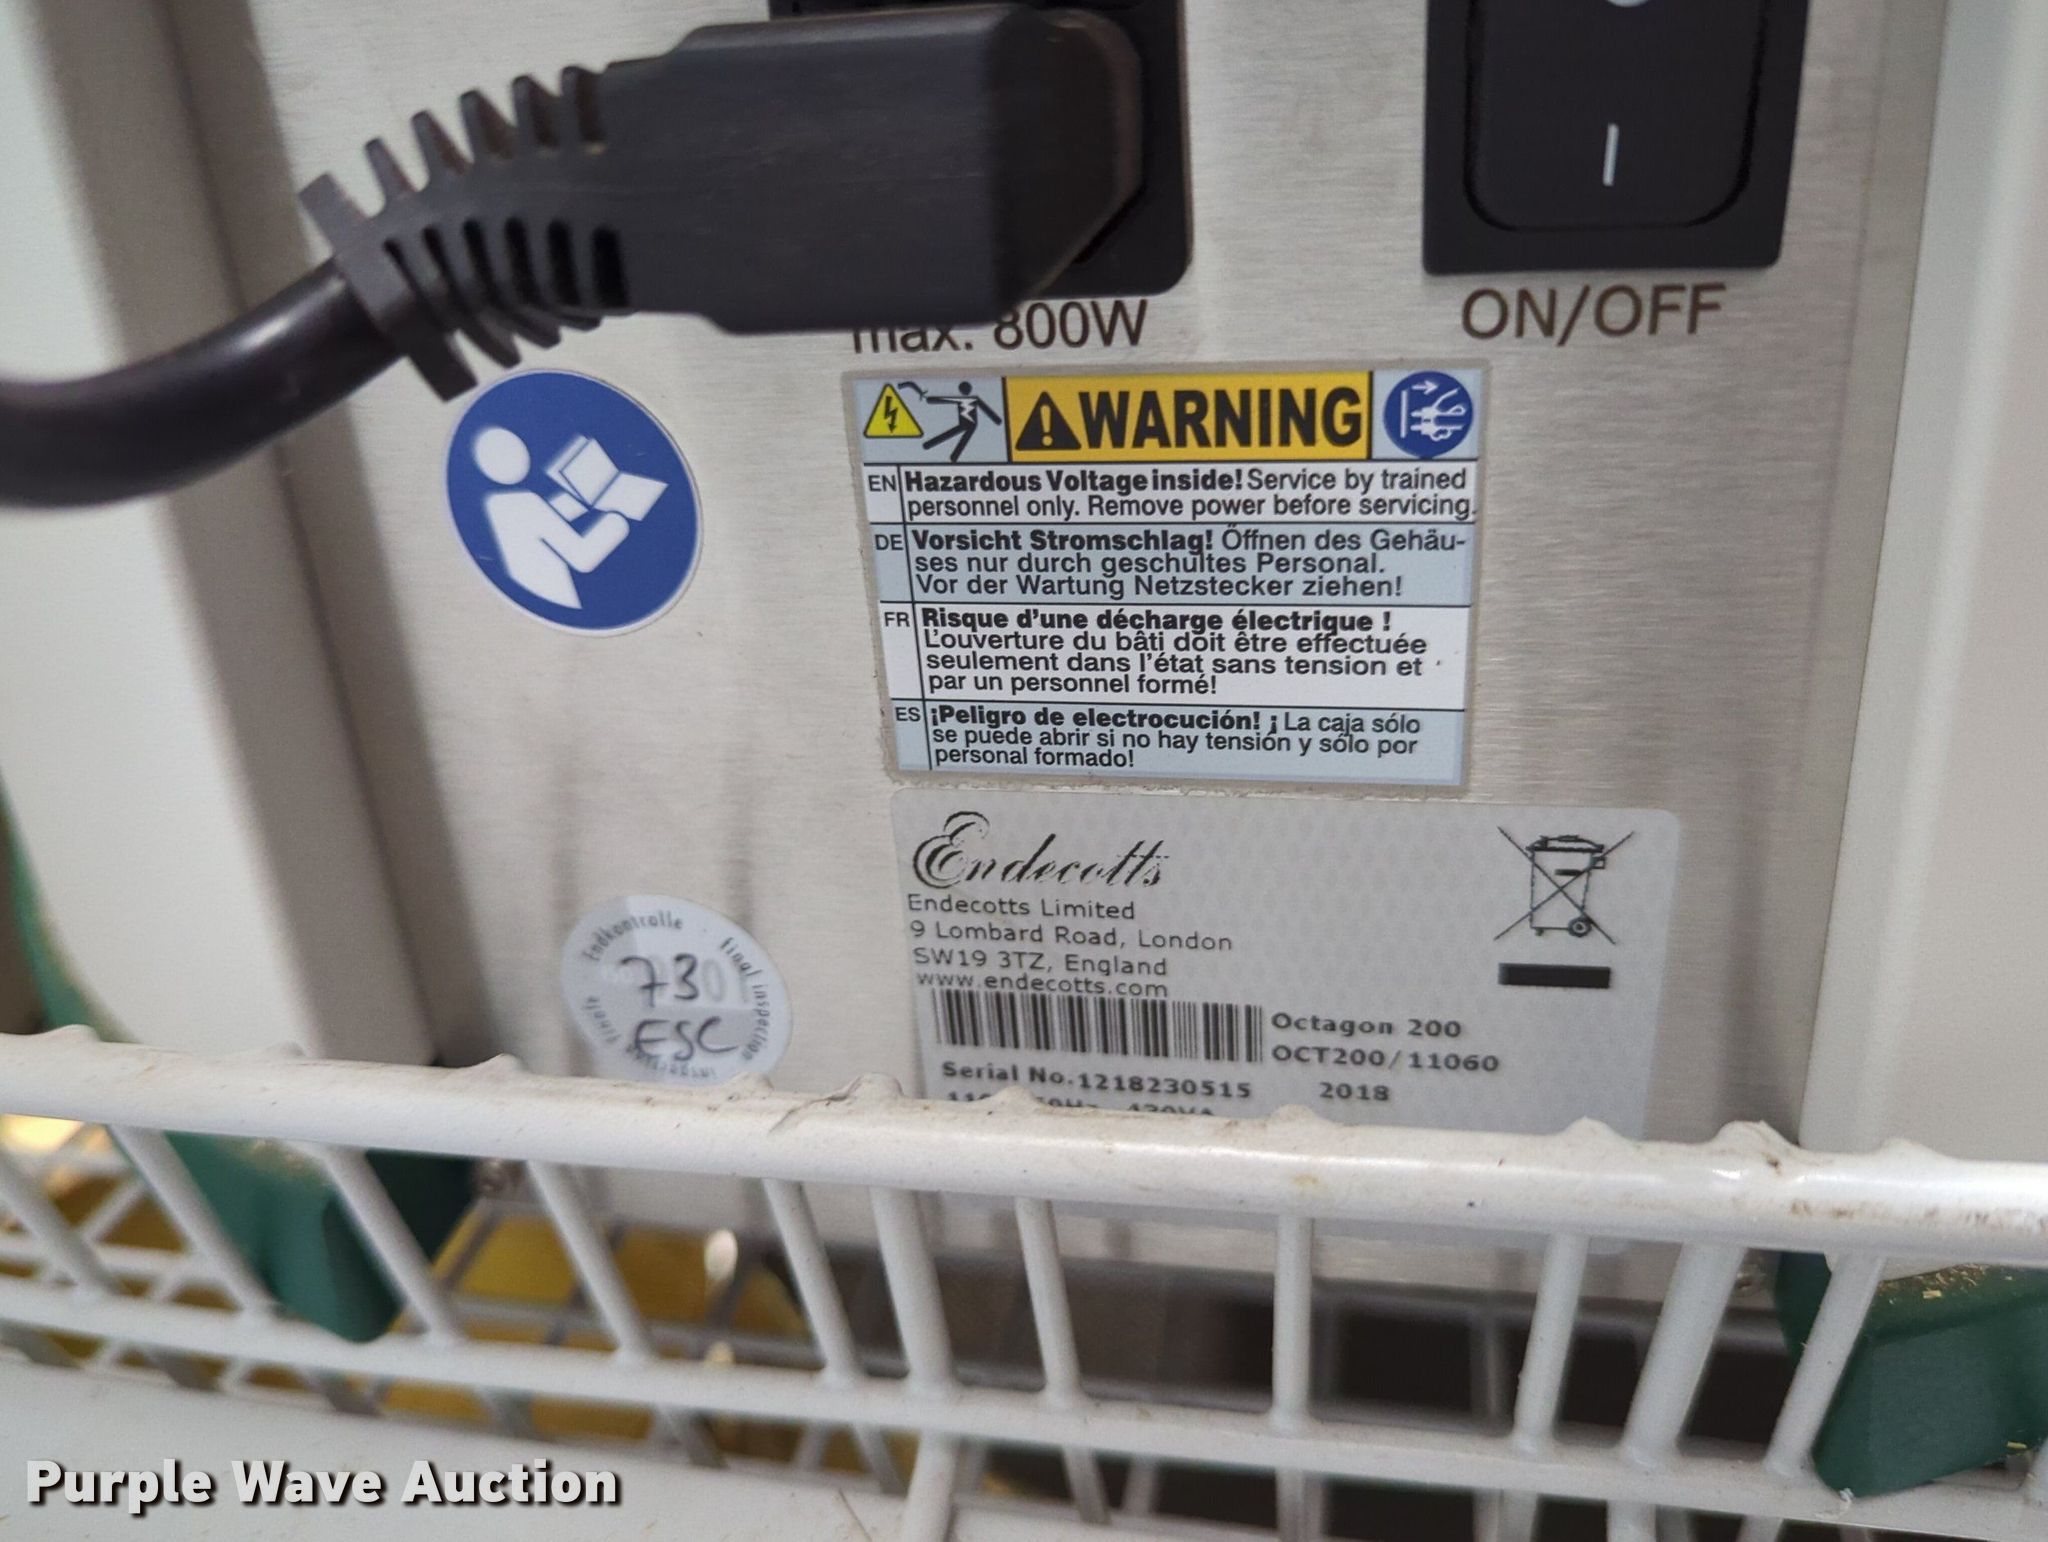 max. 800W
ON/OFF
WARNING
EN Hazardous Voltage inside! Service by trained
personnel only. Remove power before servicing.
DE Vorsicht Stromschlag! Öffnen des Gehäu-
ses nur durch geschultes Personal.
Vor der Wartung Netzstecker ziehen!
FR Risque d'une décharge électrique !
L'ouverture du bâti doit être effectuée
seulement dans l'état sans tension et
par un personnel formé!
ES ¡Peligro de electrocución! ¡ La caja sólo
se puede abrir si no hay tensión y sólo por
personal formado!
Endecotts
Endecotts Limited
9 Lombard Road, London
SW19 3TZ, England
www.endecotts.com
Octagon 200
OCT200/11060
Serial No.1218230515 2018
Endkontrolle final inspection
73
ESC
Purple Wave Auction